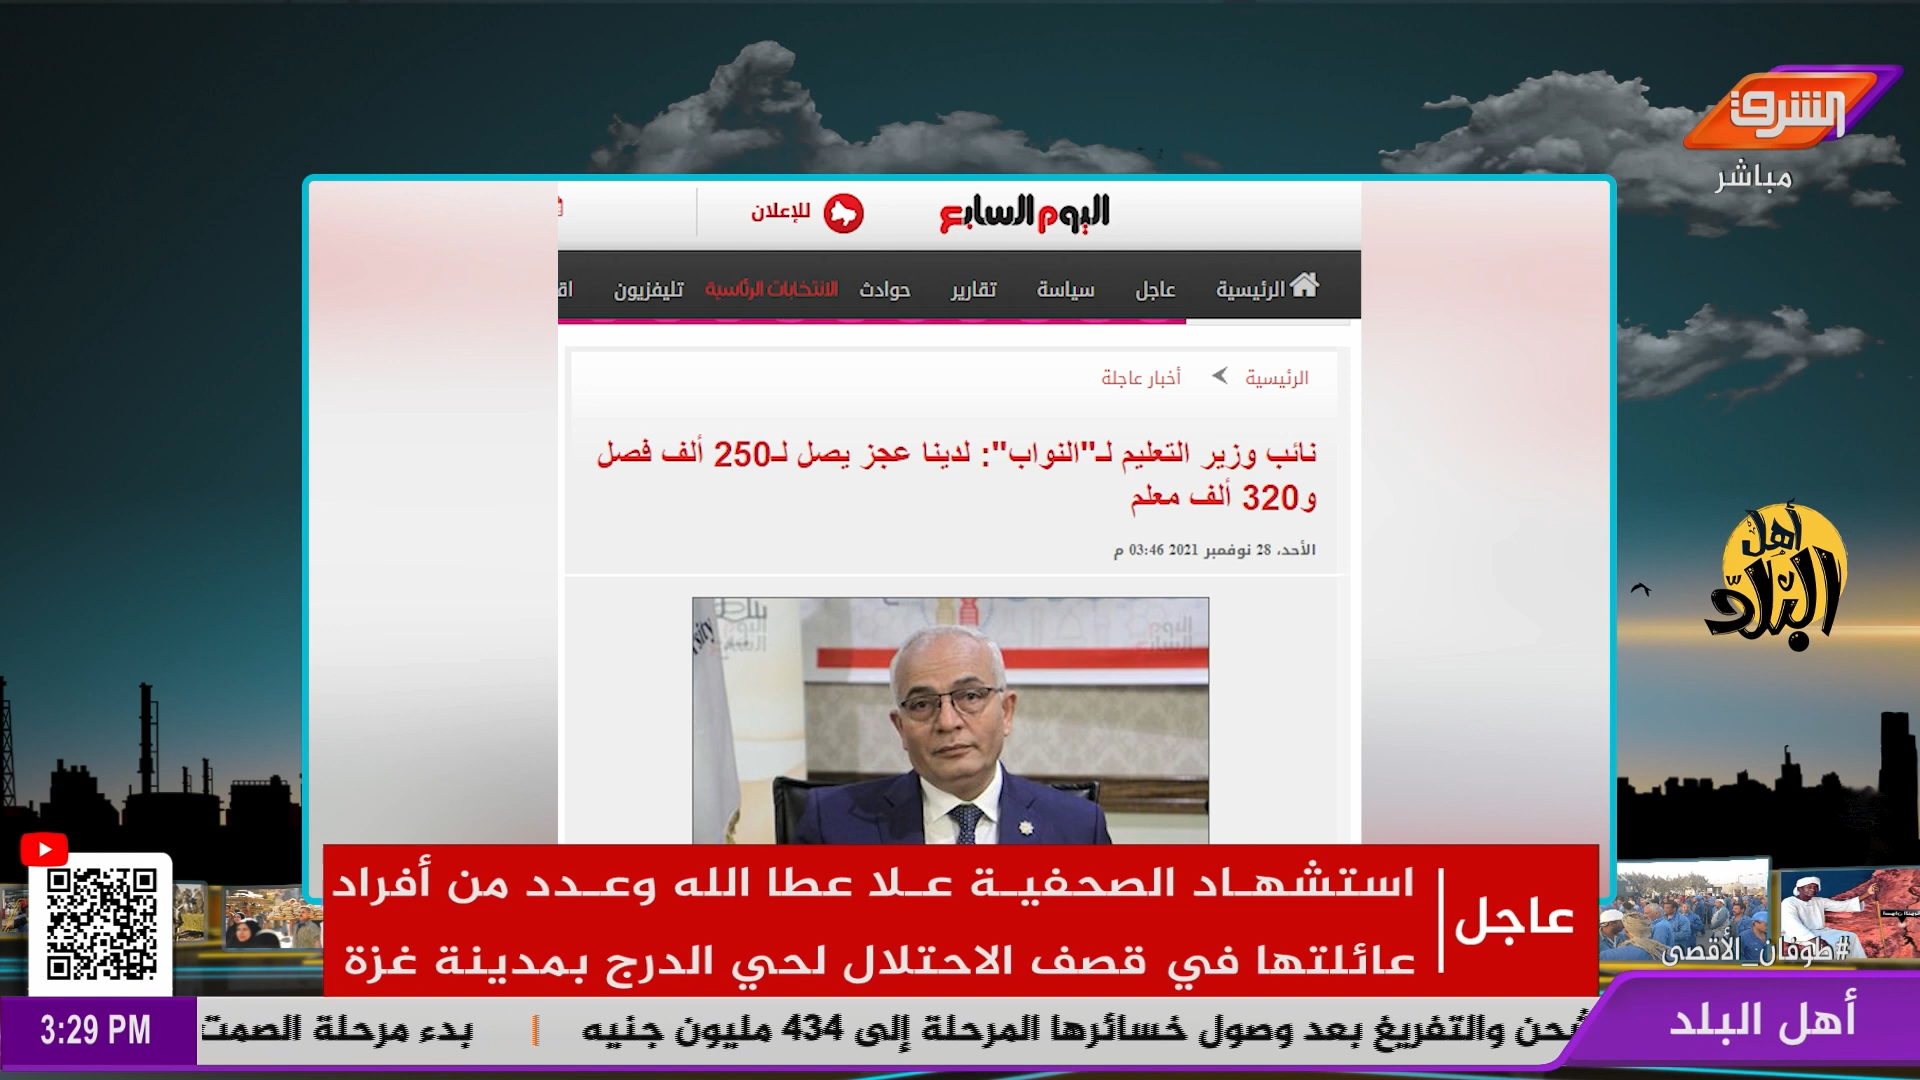 الشرق
مباشر
اليوم السابع
للإعلان
الرئيسية
عاجل
سياسة
تقارير
حوادث
الانتخابات الرئاسية
تليفزيون
الرئيسية
أخبار عاجلة
نائب وزير التعليم لـ"النواب": لدينا عجز يصل لـ250 ألف فصل
و320 ألف معلم
الأحد، 28 نوفمبر 2021 03:46 م
أهل
البلد
عاجل
استشهاد الصحفية علا عطا الله وعدد من أفراد
عائلتها في قصف الاحتلال لحي الدرج بمدينة غزة
#طوفان_الأقصى
أهل البلد
والتفريغ بعد وصول خسائرها المرحلة إلى 434 مليون جنيه | بدء مرحلة الصمت
3:29 PM